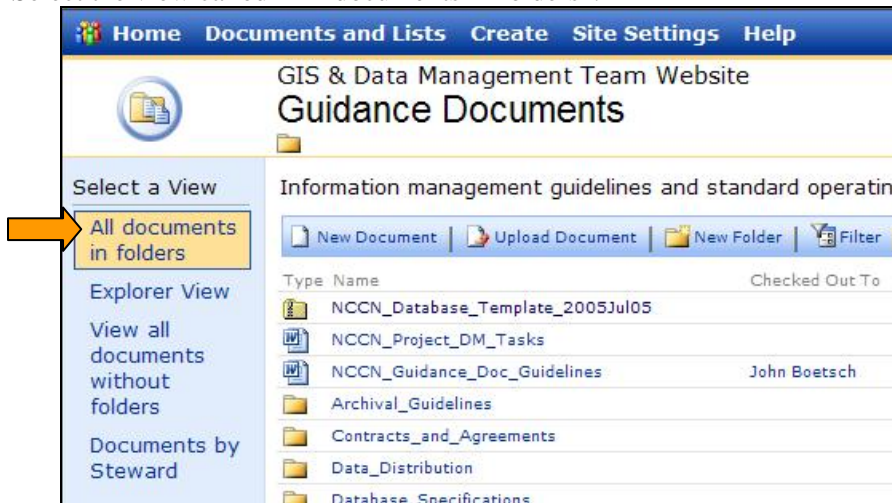 Home Documents and Lists Create Site Settings Help
GIS & Data Management Team Website
Guidance Documents
Select a View
All documents
in folders
Explorer View
View all
documents
without
folders
Documents by
Steward
Information management guidelines and standard operatin
New Document | Upload Document | New Folder | Filter
Type Name Checked Out To
NCCN_Database_Template_2005Jul05
NCCN_Project_DM_Tasks
NCCN_Guidance_Doc_Guidelines John Boetsch
Archival_Guidelines
Contracts_and_Agreements
Data_Distribution
Database_Specifications